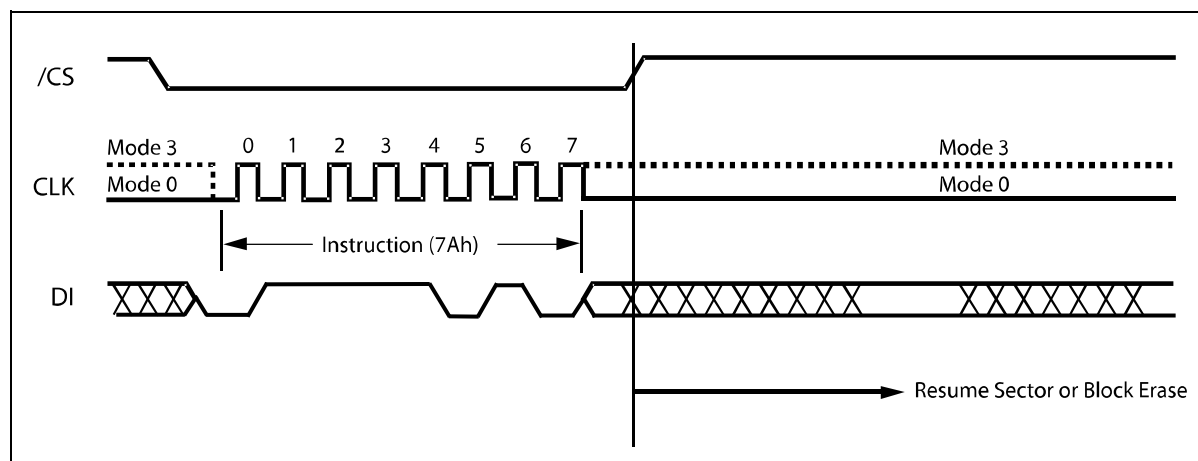 /CS
Mode 3 0 1 2 3 4 5 6 7 Mode 3
CLK
Mode 0 Mode 0
Instruction (7Ah)
DI
Resume Sector or Block Erase